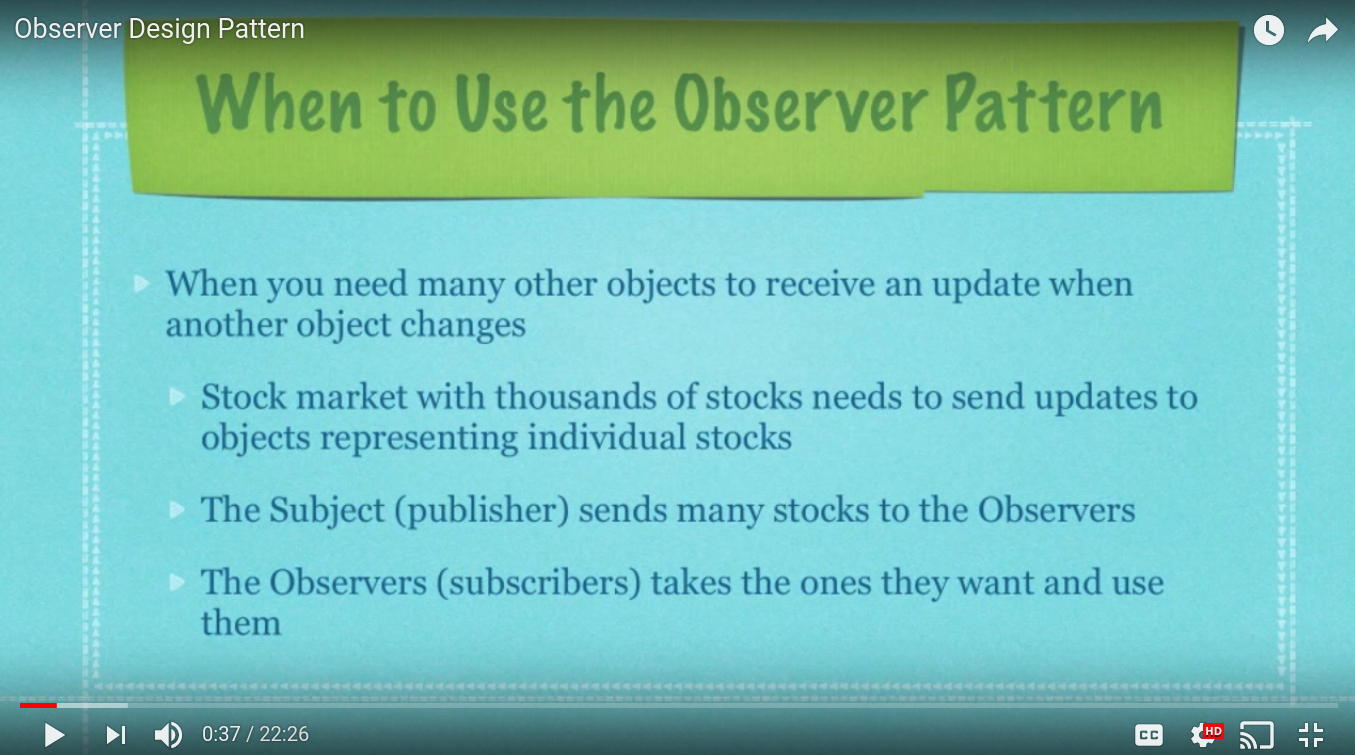 Observer Design Pattern
When to Use the Observer Pattern
When you need many other objects to receive an update when
another object changes
Stock market with thousands of stocks needs to send updates to
objects representing individual stocks
The Subject (publisher) sends many stocks to the Observers
The Observers (subscribers) takes the ones they want and use
them
0:37 / 22:26
CC
HD